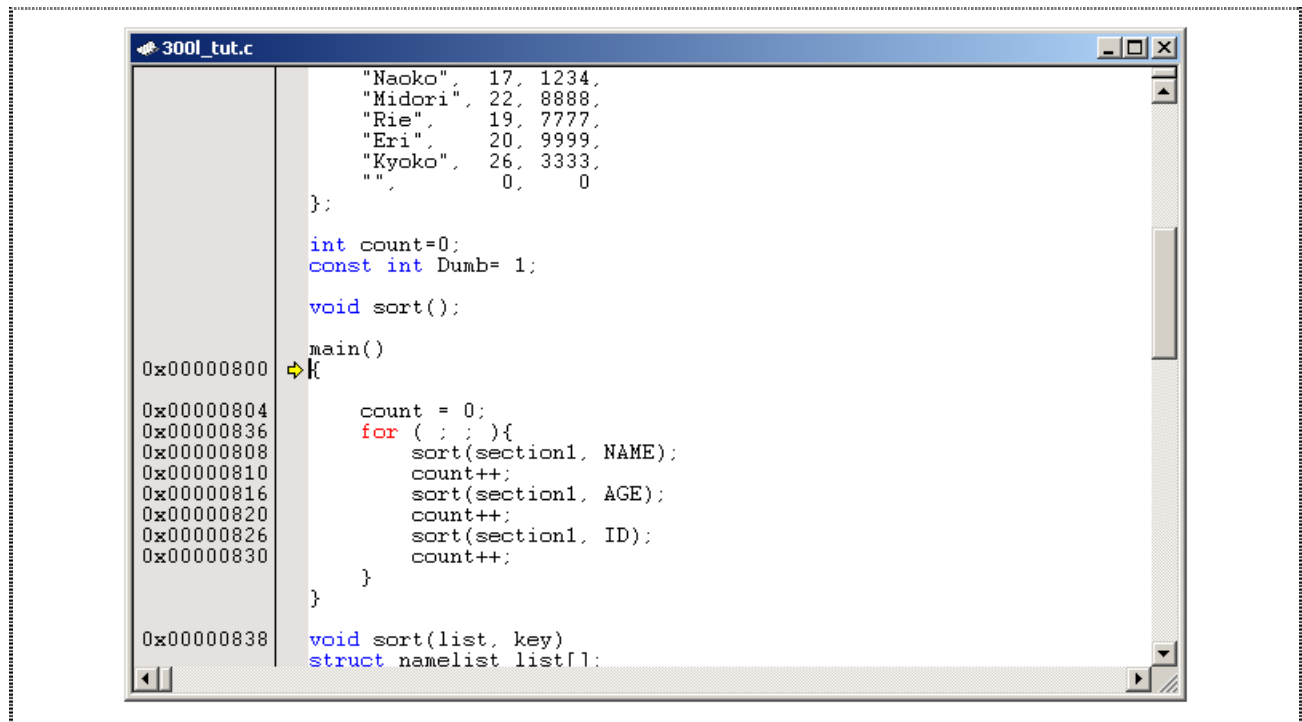 300l_tut.c
"Naoko", 17, 1234,
"Midori", 22, 8888,
"Rie", 19, 7777,
"Eri", 20, 9999,
"Kyoko", 26, 3333,
"", 0, 0
};
int count=0;
const int Dumb= 1;
void sort();
main()
0x00000800 {
0x00000804 count = 0;
0x00000836 for ( ; ; ){
0x00000808 sort(section1, NAME);
0x00000810 count++;
0x00000816 sort(section1, AGE);
0x00000820 count++;
0x00000826 sort(section1, ID);
0x00000830 count++;
}
}
0x00000838 void sort(list, key)
struct namelist list[];